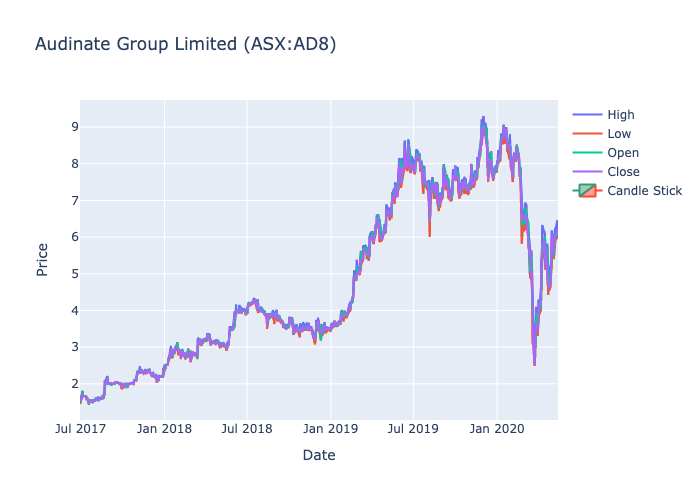 Audinate Group Limited (ASX:AD8)
High
Low
Open
Close
Candle Stick
Price
9
8
7
6
5
4
3
2
Jul 2017
Jan 2018
Jul 2018
Jan 2019
Jul 2019
Jan 2020
Date